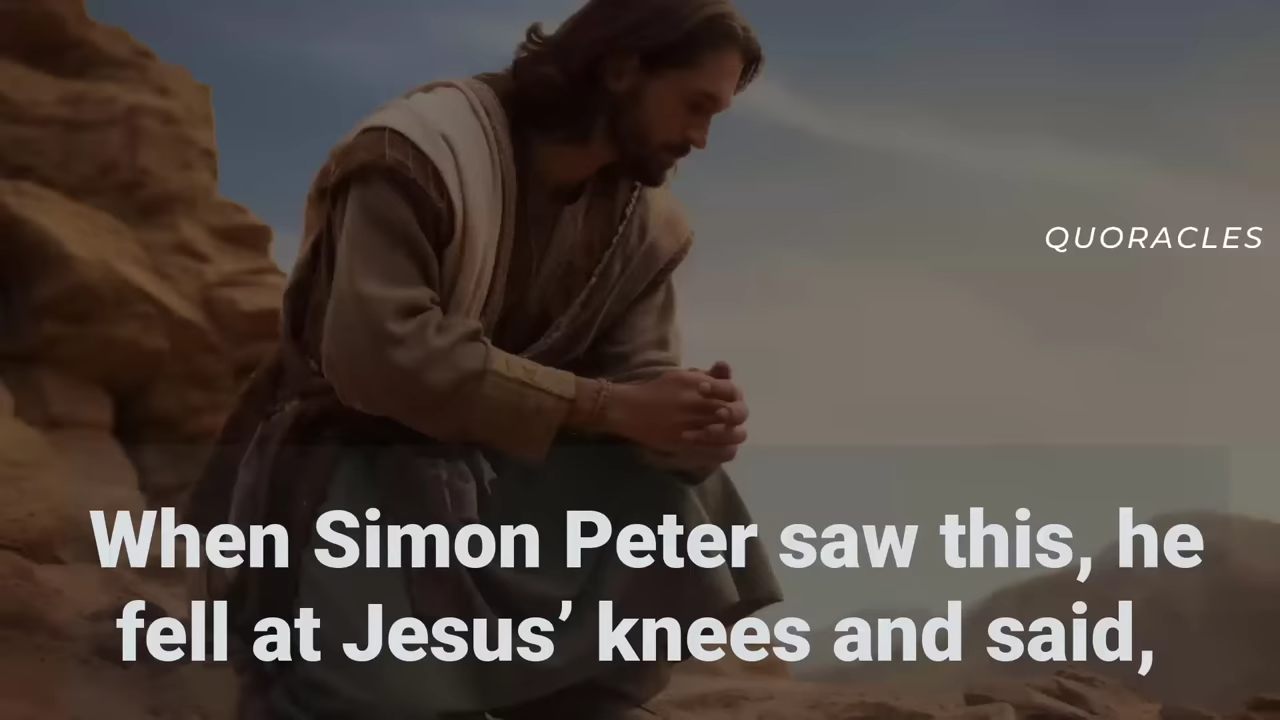 QUORACLES
When Simon Peter saw this, he
fell at Jesus’ knees and said,